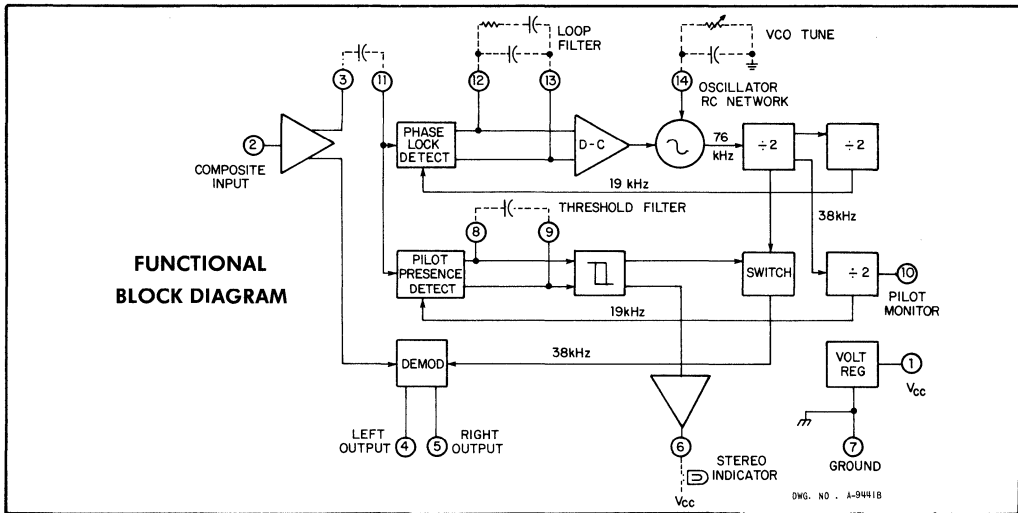 LOOP
FILTER
VCO TUNE
3
11
12
13
14
OSCILLATOR
RC NETWORK
2
COMPOSITE
INPUT
PHASE
LOCK
DETECT
D-C
76
kHz
÷2
÷2
19 kHz
38kHz
THRESHOLD FILTER
8
9
FUNCTIONAL
BLOCK DIAGRAM
PILOT
PRESENCE
DETECT
SWITCH
÷2
10
PILOT
MONITOR
19kHz
38kHz
DEMOD
VOLT
REG
1
Vcc
LEFT
OUTPUT
4
5
RIGHT
OUTPUT
6
7
GROUND
STEREO
INDICATOR
Vcc
DWG. NO. A-9441B